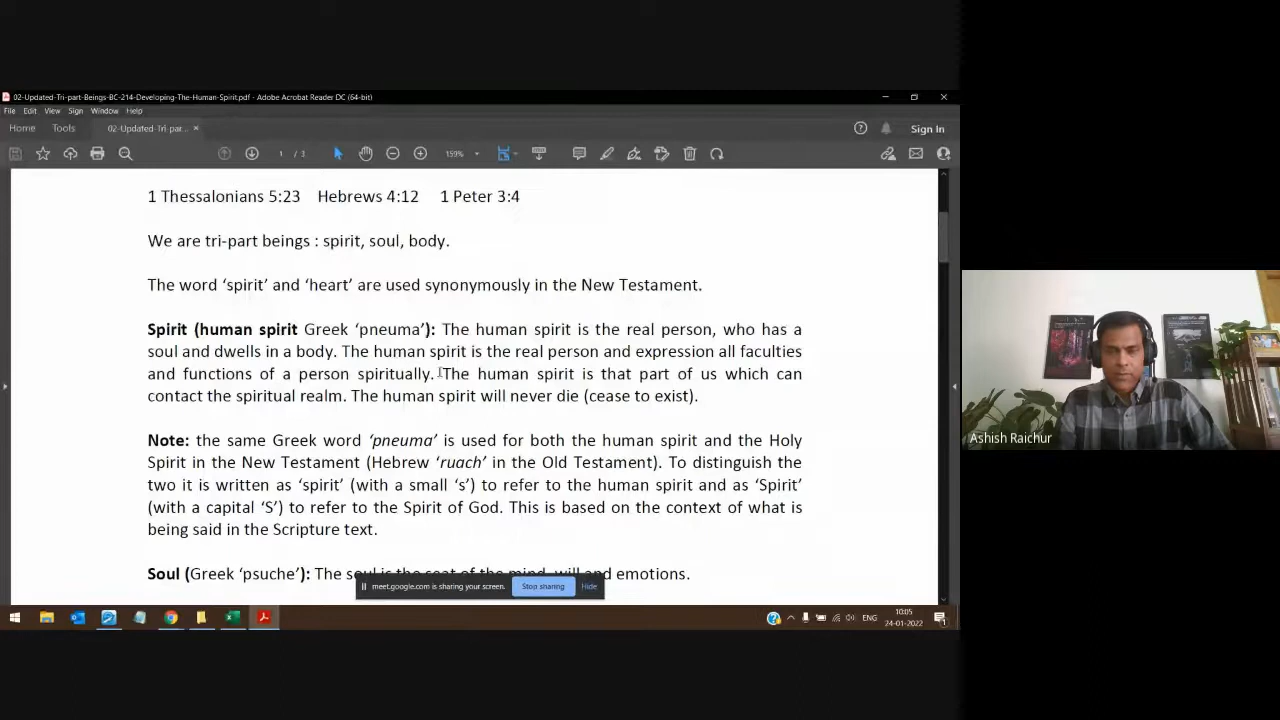 02-Updated-Tri-part-Beings-BC-214-Developing-The-Human-Spirit.pdf - Adobe Acrobat Reader DC (64-bit)
File Edit View Sign Window Help
Home Tools 02-Updated-Tri par... × Sign In
1 / 3 159%
1 Thessalonians 5:23 Hebrews 4:12 1 Peter 3:4
We are tri-part beings : spirit, soul, body.
The word ‘spirit’ and ‘heart’ are used synonymously in the New Testament.
Spirit (human spirit Greek ‘pneuma’): The human spirit is the real person, who has a
soul and dwells in a body. The human spirit is the real person and expression all faculties
and functions of a person spiritually. The human spirit is that part of us which can
contact the spiritual realm. The human spirit will never die (cease to exist).
Note: the same Greek word ‘pneuma’ is used for both the human spirit and the Holy
Spirit in the New Testament (Hebrew ‘ruach’ in the Old Testament). To distinguish the
two it is written as ‘spirit’ (with a small ‘s’) to refer to the human spirit and as ‘Spirit’
(with a capital ‘S’) to refer to the Spirit of God. This is based on the context of what is
being said in the Scripture text.
Soul (Greek ‘psuche’): The soul is the seat of the mind, will and emotions.
meet.google.com is sharing your screen. Stop sharing Hide
Ashish Raichur
ENG 10:05
24-01-2022